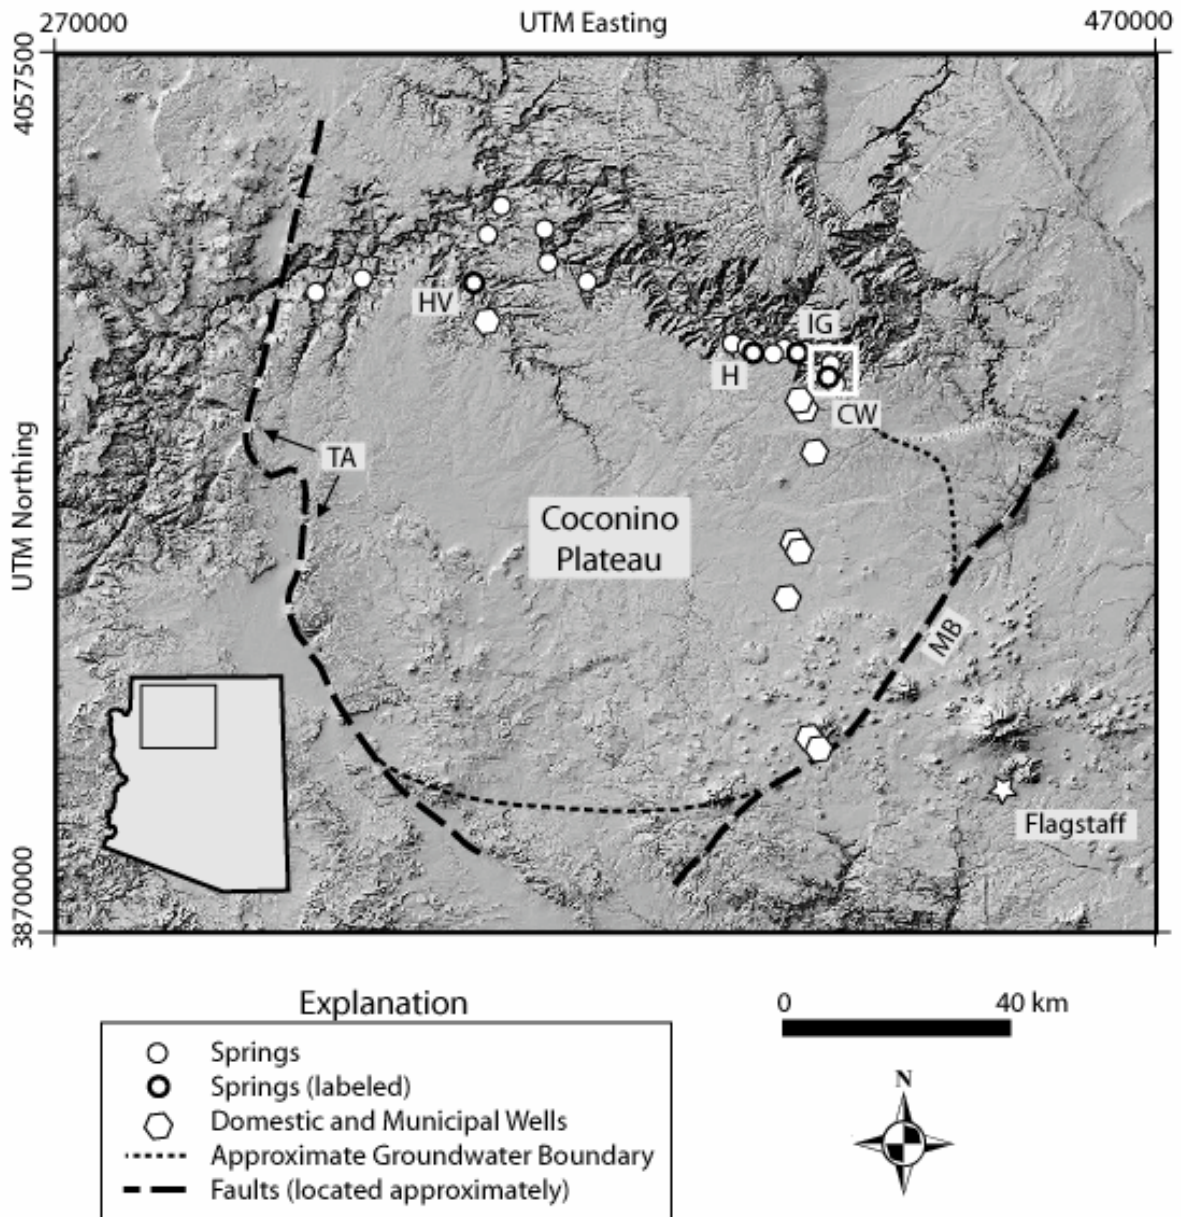 270000
UTM Easting
470000
4057500
HV
IG
H
CW
TA
UTM Northing
Coconino
Plateau
MB
Flagstaff
3870000
Explanation
Springs
Springs (labeled)
Domestic and Municipal Wells
Approximate Groundwater Boundary
Faults (located approximately)
0
40 km
N